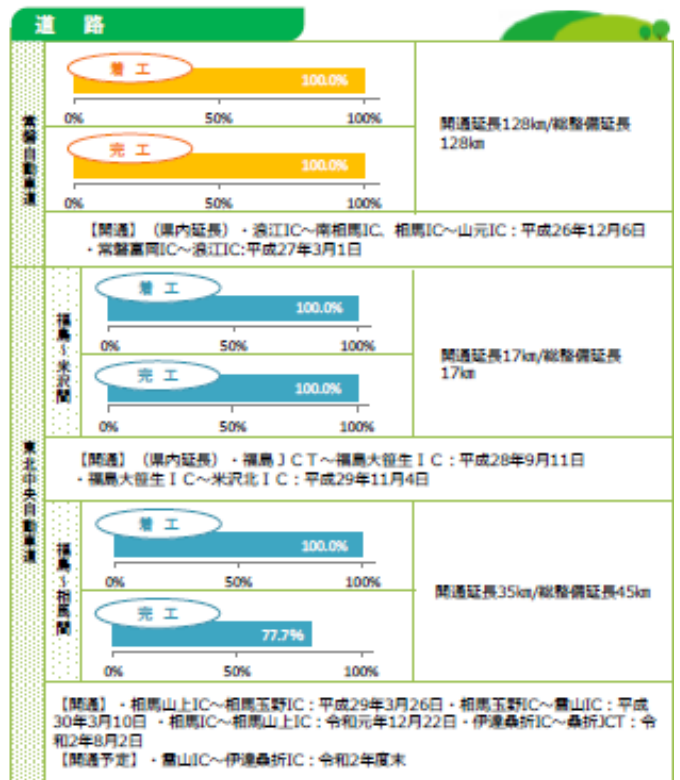 道 路
常磐自動車道
着 工
100.0%
0% 50% 100%
完 工
100.0%
0% 50% 100%
開通延長128km/総整備延長
128km
【開通】（県内延長）・浪江IC～南相馬IC、相馬IC～山元IC：平成26年12月6日
・常磐富岡IC～浪江IC:平成27年3月1日
東北中央自動車道
福島～米沢間
着 工
100.0%
0% 50% 100%
完 工
100.0%
0% 50% 100%
開通延長17km/総整備延長
17km
【開通】（県内延長）・福島ＪＣＴ～福島大笹生ＩＣ：平成28年9月11日
・福島大笹生ＩＣ～米沢北ＩＣ：平成29年11月4日
福島～相馬間
着 工
100.0%
0% 50% 100%
完 工
77.7%
0% 50% 100%
開通延長35km/総整備延長45km
【開通】・相馬山上IC～相馬玉野IC：平成29年3月26日・相馬玉野IC～霊山IC：平成
30年3月10日 ・相馬IC～相馬山上IC：令和元年12月22日・伊達桑折IC～桑折JCT：令
和2年8月2日
【開通予定】・霊山IC～伊達桑折IC：令和2年度末